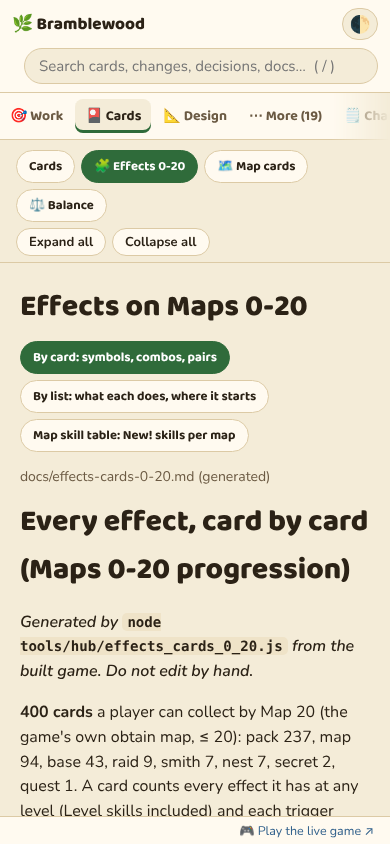 🌿 Bramblewood
Search cards, changes, decisions, docs... ( / )
🎯 Work 🎴 Cards 📐 Design ··· More (19) 🗒️ Cha
Cards 🧩 Effects 0-20 🗺️ Map cards
⚖️ Balance
Expand all Collapse all
Effects on Maps 0-20
By card: symbols, combos, pairs
By list: what each does, where it starts
Map skill table: New! skills per map
docs/effects-cards-0-20.md (generated)
Every effect, card by card
(Maps 0-20 progression)
Generated by node
tools/hub/effects_cards_0_20.js from the
built game. Do not edit by hand.
400 cards a player can collect by Map 20 (the
game's own obtain map, ≤ 20): pack 237, map
94, base 43, raid 9, smith 7, nest 7, secret 2,
quest 1. A card counts every effect it has at any
level (Level skills included) and each trigger
🎮 Play the live game ↗